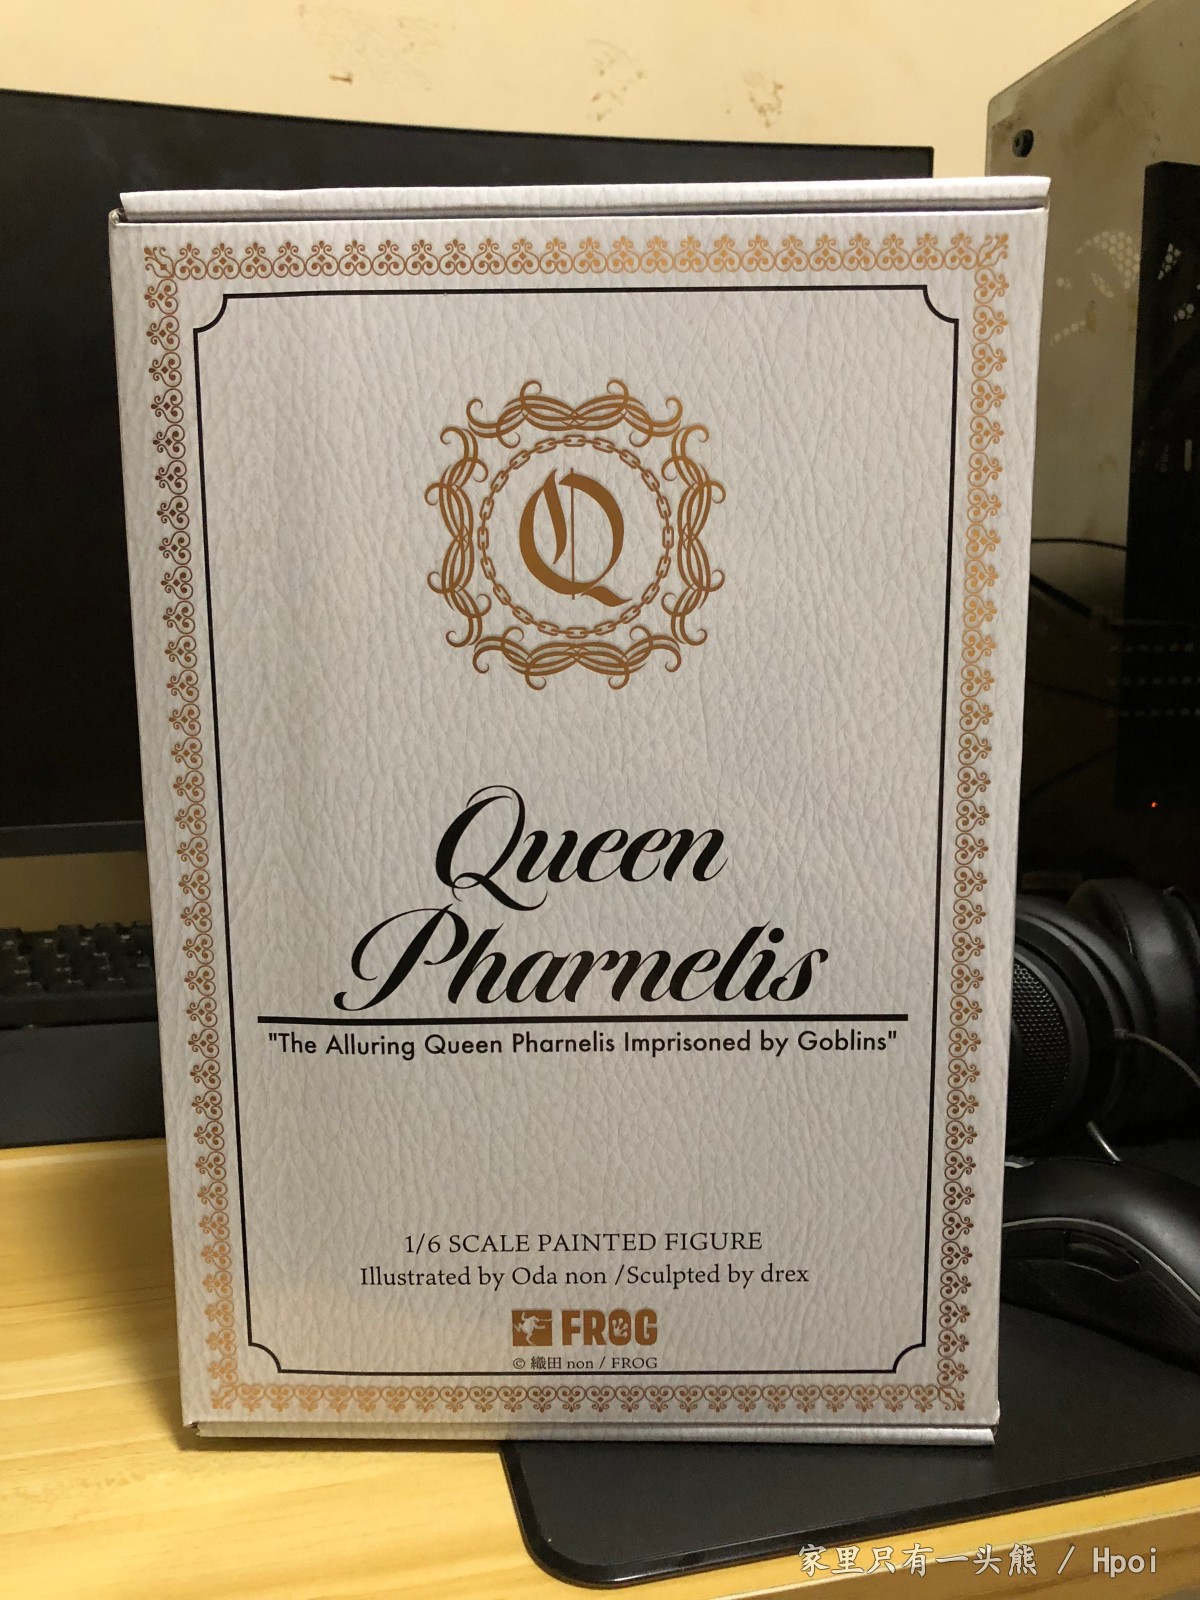 Q
Queen
Pharnelis
"The Alluring Queen Pharnelis Imprisoned by Goblins"
1/6 SCALE PAINTED FIGURE
Illustrated by Oda non /Sculpted by drex
FROG
© 織田 non / FROG
家里只有一头熊 / Hpoi